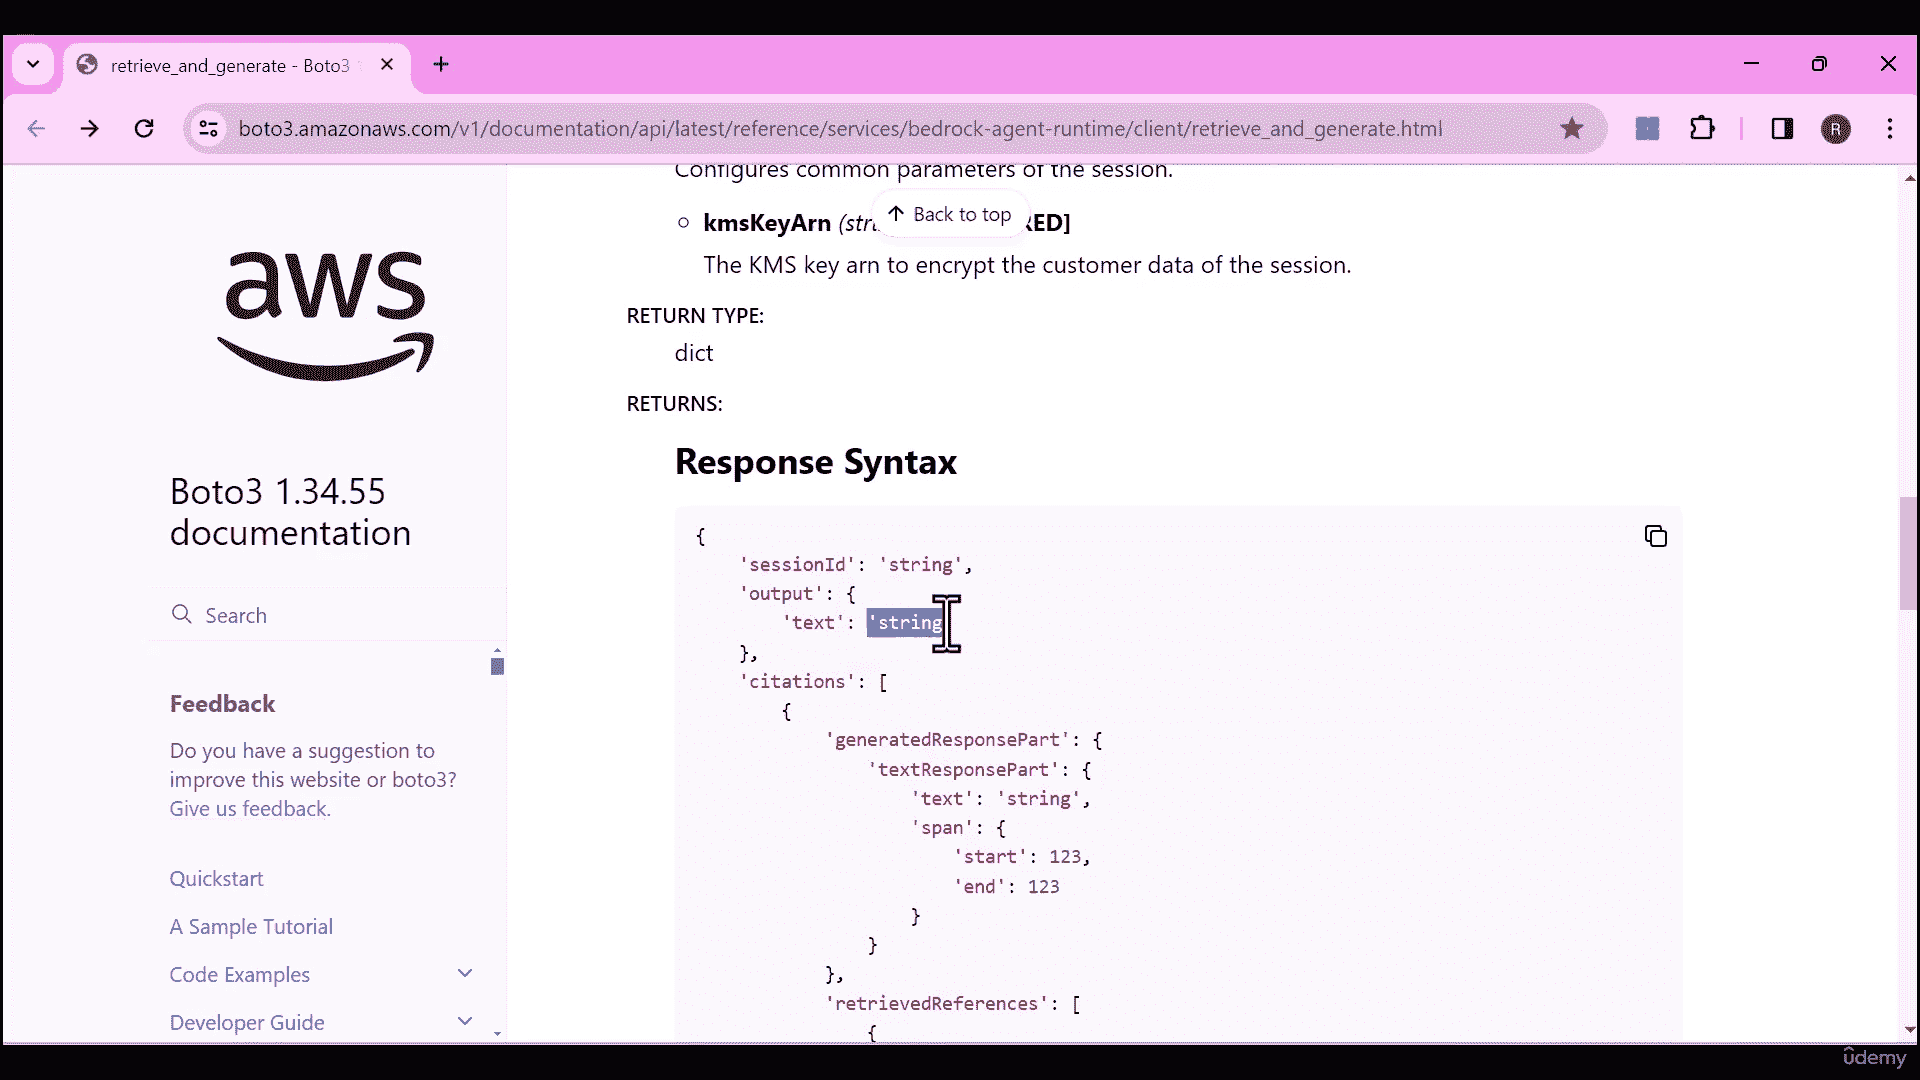 retrieve_and_generate - Boto3
boto3.amazonaws.com/v1/documentation/api/latest/reference/services/bedrock-agent-runtime/client/retrieve_and_generate.html
R
Configures common parameters of the session.
kmsKeyArn (str RED]
Back to top
The KMS key arn to encrypt the customer data of the session.
RETURN TYPE:
dict
RETURNS:
Response Syntax
{
'sessionId': 'string',
'output': {
'text': 'string
},
'citations': [
{
'generatedResponsePart': {
'textResponsePart': {
'text': 'string',
'span': {
'start': 123,
'end': 123
}
}
},
'retrievedReferences': [
{
aws
Boto3 1.34.55
documentation
Search
Feedback
Do you have a suggestion to
improve this website or boto3?
Give us feedback.
Quickstart
A Sample Tutorial
Code Examples
Developer Guide
ûdemy